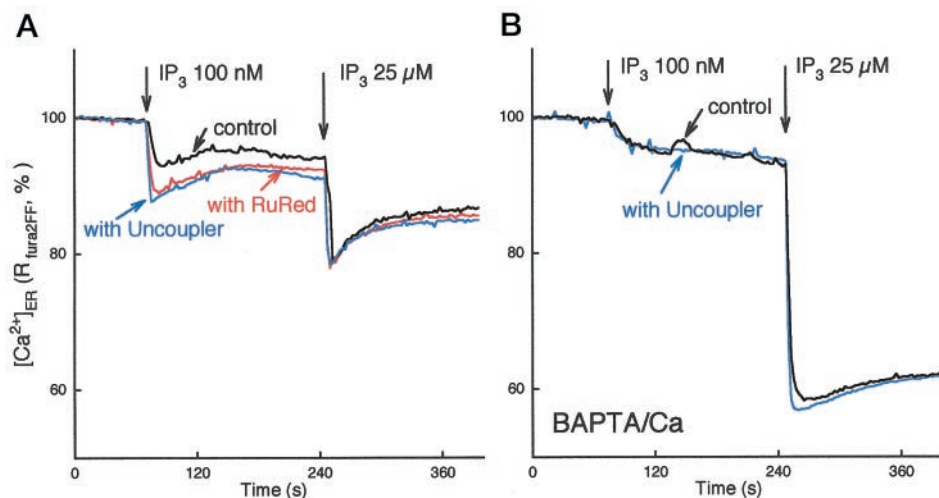 A
B
IP3 100 nM
IP3 25 µM
IP3 100 nM
IP3 25 µM
control
control
with RuRed
with Uncoupler
with Uncoupler
[Ca2+]ER (Rfura2FF, %)
100
80
60
100
80
60
BAPTA/Ca
0
120
240
360
0
120
240
360
Time (s)
Time (s)